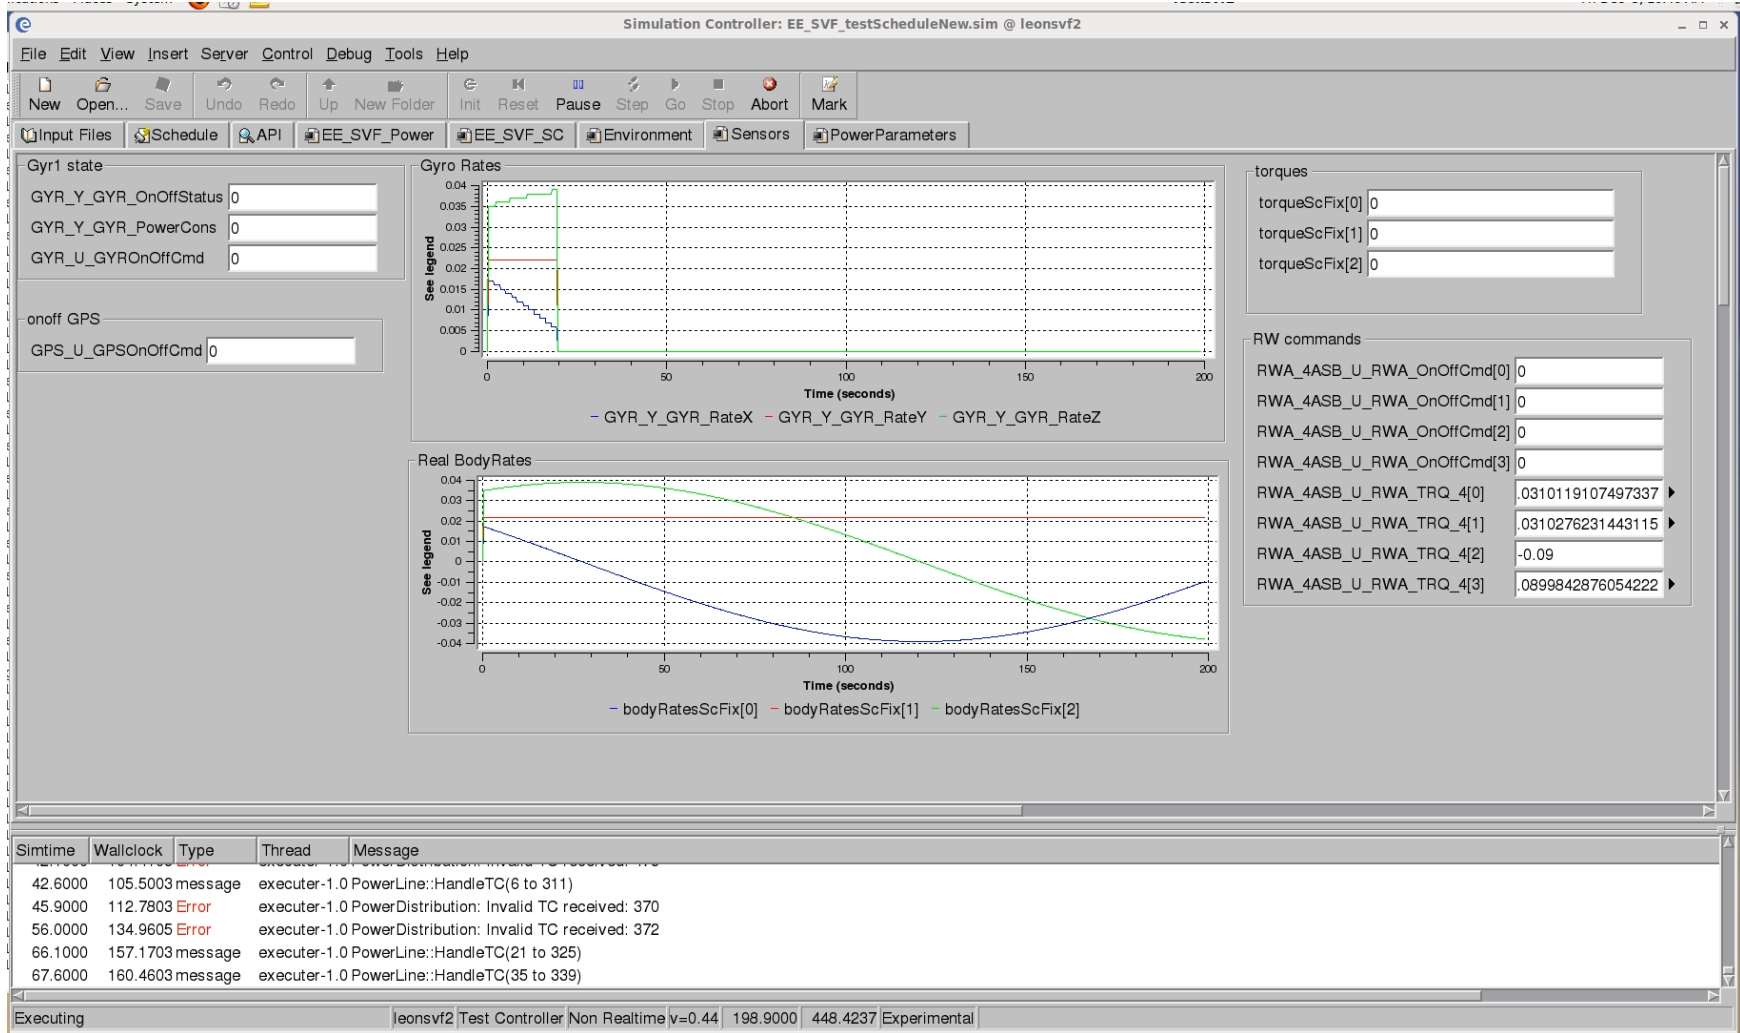 Simulation Controller: EE_SVF_testScheduleNew.sim @ leonsvf2
File Edit View Insert Server Control Debug Tools Help
New Open... Save Undo Redo Up New Folder Init Reset Pause Step Go Stop Abort Mark
Input Files Schedule API EE_SVF_Power EE_SVF_SC Environment Sensors PowerParameters
Gyr1 state
GYR_Y_GYR_OnOffStatus 0
GYR_Y_GYR_PowerCons 0
GYR_U_GYROnOffCmd 0
onoff GPS
GPS_U_GPSOnOffCmd 0
Gyro Rates
0.04
0.035
0.03
0.025
0.02
0.015
0.01
0.005
0
See legend
0 50 100 150 200
Time (seconds)
GYR_Y_GYR_RateX GYR_Y_GYR_RateY GYR_Y_GYR_RateZ
Real BodyRates
0.04
0.03
0.02
0.01
0
-0.01
-0.02
-0.03
-0.04
See legend
0 50 100 150 200
Time (seconds)
bodyRatesScFix[0] bodyRatesScFix[1] bodyRatesScFix[2]
torques
torqueScFix[0] 0
torqueScFix[1] 0
torqueScFix[2] 0
RW commands
RWA_4ASB_U_RWA_OnOffCmd[0] 0
RWA_4ASB_U_RWA_OnOffCmd[1] 0
RWA_4ASB_U_RWA_OnOffCmd[2] 0
RWA_4ASB_U_RWA_OnOffCmd[3] 0
RWA_4ASB_U_RWA_TRQ_4[0] .0310119107497337
RWA_4ASB_U_RWA_TRQ_4[1] .0310276231443115
RWA_4ASB_U_RWA_TRQ_4[2] -0.09
RWA_4ASB_U_RWA_TRQ_4[3] .0899842876054222
Simtime Wallclock Type Thread Message
42.6000 105.5003 message executer-1.0 PowerLine::HandleTC(6 to 311)
45.9000 112.7803 Error executer-1.0 PowerDistribution: Invalid TC received: 370
56.0000 134.9605 Error executer-1.0 PowerDistribution: Invalid TC received: 372
66.1000 157.1703 message executer-1.0 PowerLine::HandleTC(21 to 325)
67.6000 160.4603 message executer-1.0 PowerLine::HandleTC(35 to 339)
Executing leonsvf2 Test Controller Non Realtime v=0.44 198.9000 448.4237 Experimental